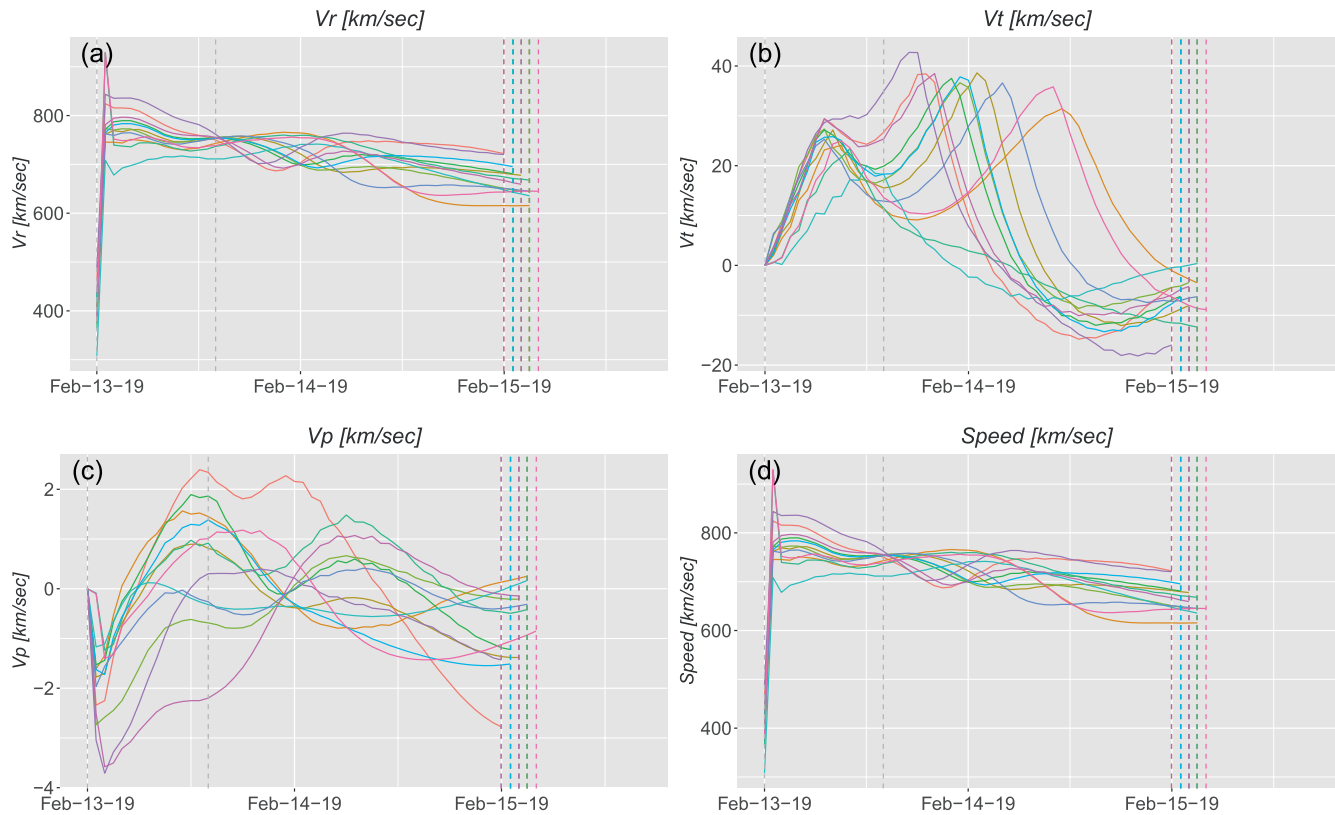 Vr [km/sec]
(a)
Vr [km/sec]
800
600
400
Feb−13−19 Feb−14−19 Feb−15−19
Vt [km/sec]
(b)
Vt [km/sec]
40
20
0
−20
Feb−13−19 Feb−14−19 Feb−15−19
Vp [km/sec]
(c)
Vp [km/sec]
2
0
−2
−4
Feb−13−19 Feb−14−19 Feb−15−19
Speed [km/sec]
(d)
Speed [km/sec]
800
600
400
Feb−13−19 Feb−14−19 Feb−15−19